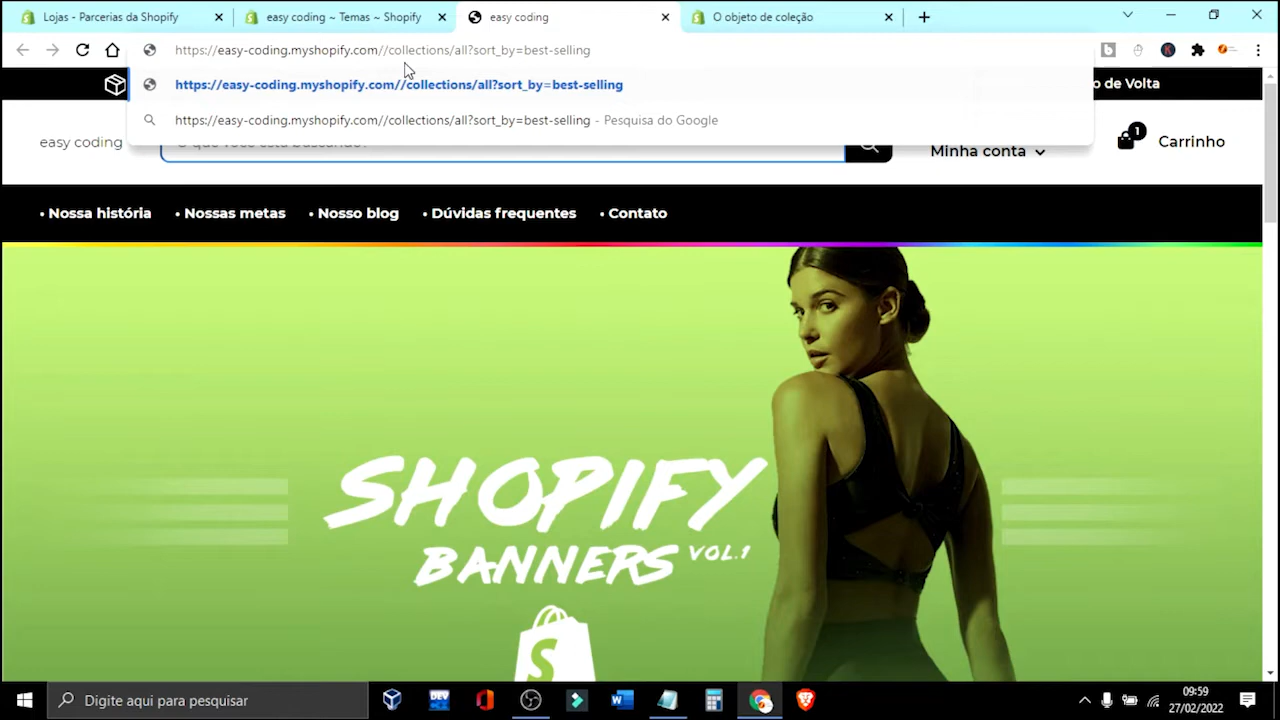 Lojas - Parcerias da Shopify
easy coding ~ Temas ~ Shopify
easy coding
O objeto de coleção
https://easy-coding.myshopify.com//collections/all?sort_by=best-selling
https://easy-coding.myshopify.com//collections/all?sort_by=best-selling
https://easy-coding.myshopify.com//collections/all?sort_by=best-selling - Pesquisa do Google
o de Volta
easy coding
O que você está buscando?
Minha conta
1
Carrinho
• Nossa história
• Nossas metas
• Nosso blog
• Dúvidas frequentes
• Contato
SHOPIFY
BANNERS VOL.1
Digite aqui para pesquisar
09:59
27/02/2022